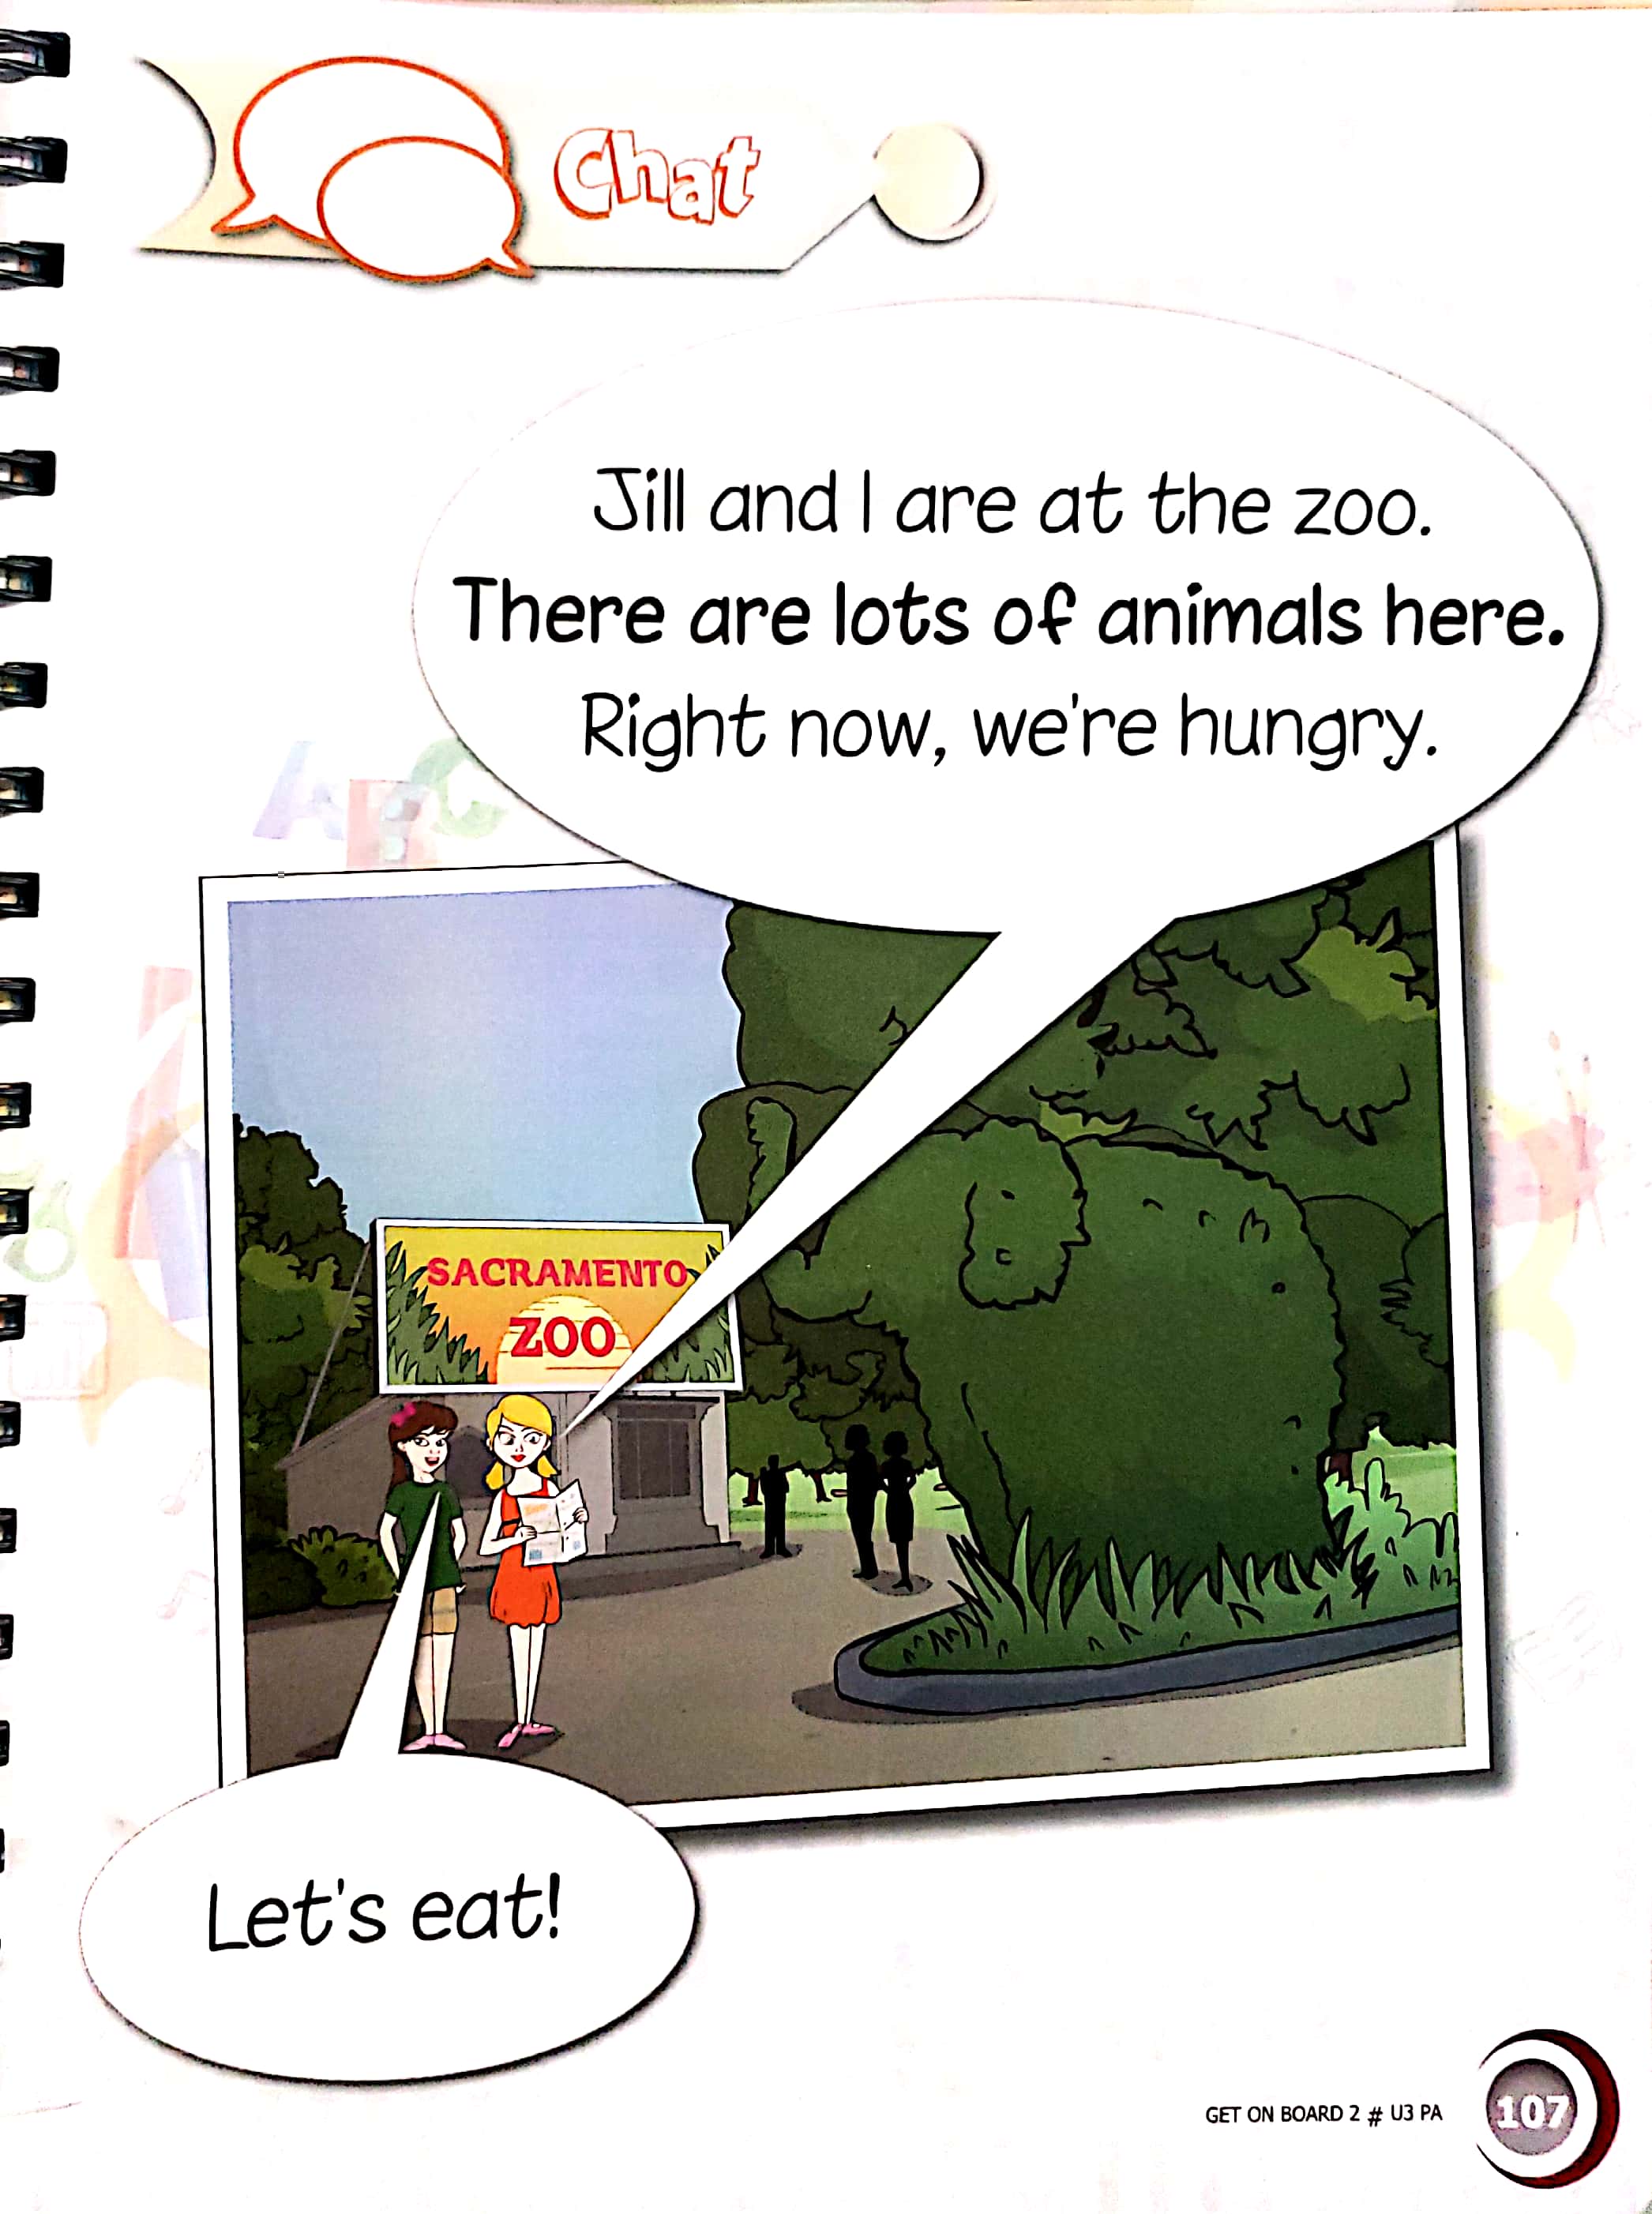 Chat
Jill and I are at the zoo.
There are lots of animals here.
Right now, we're hungry.
SACRAMENTO
ZOO
Let's eat!
GET ON BOARD 2 # U3 PA
107